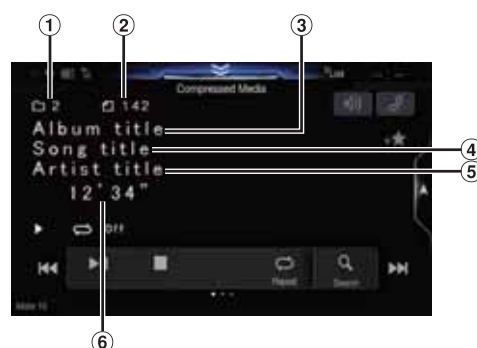 ① ② ③
List
Compressed Media
2 142
Album title
④
Song title
⑤
Artist title
12'34"
OFF
Repeat Search
⑥